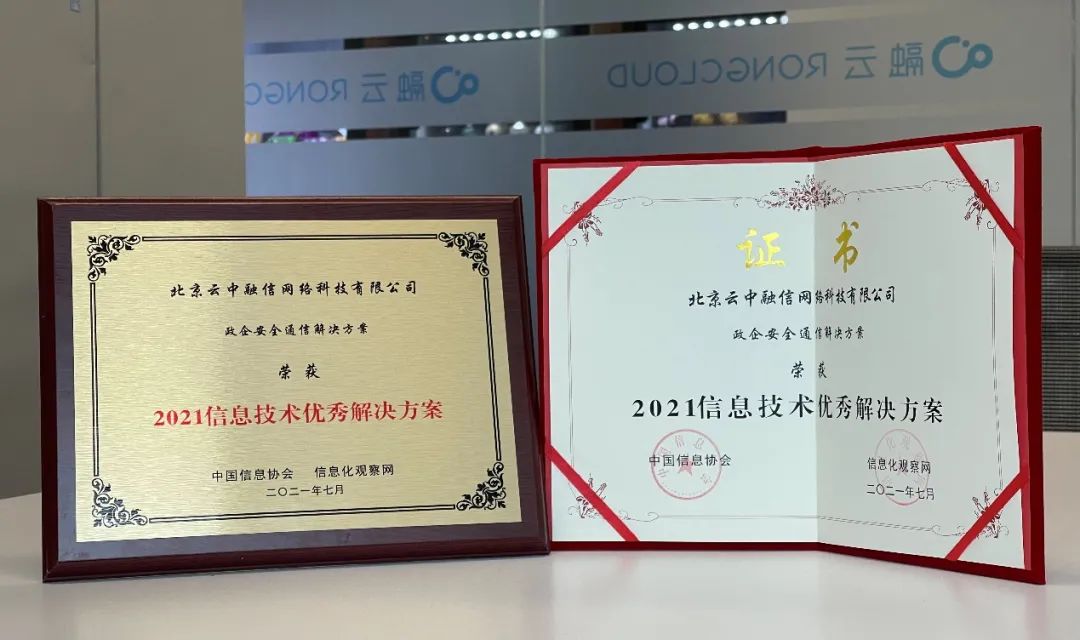 融云 RONGCLOUD
融云 RONGC
北京云中融信网络科技有限公司
政企安全通信解决方案
荣获
2021信息技术优秀解决方案
中国信息协会 信息化观察网
二〇二一年七月
证书
北京云中融信网络科技有限公司
政企安全通信解决方案
荣获
2021信息技术优秀解决方案
中国信息协会
信息化观察网
二〇二一年七月